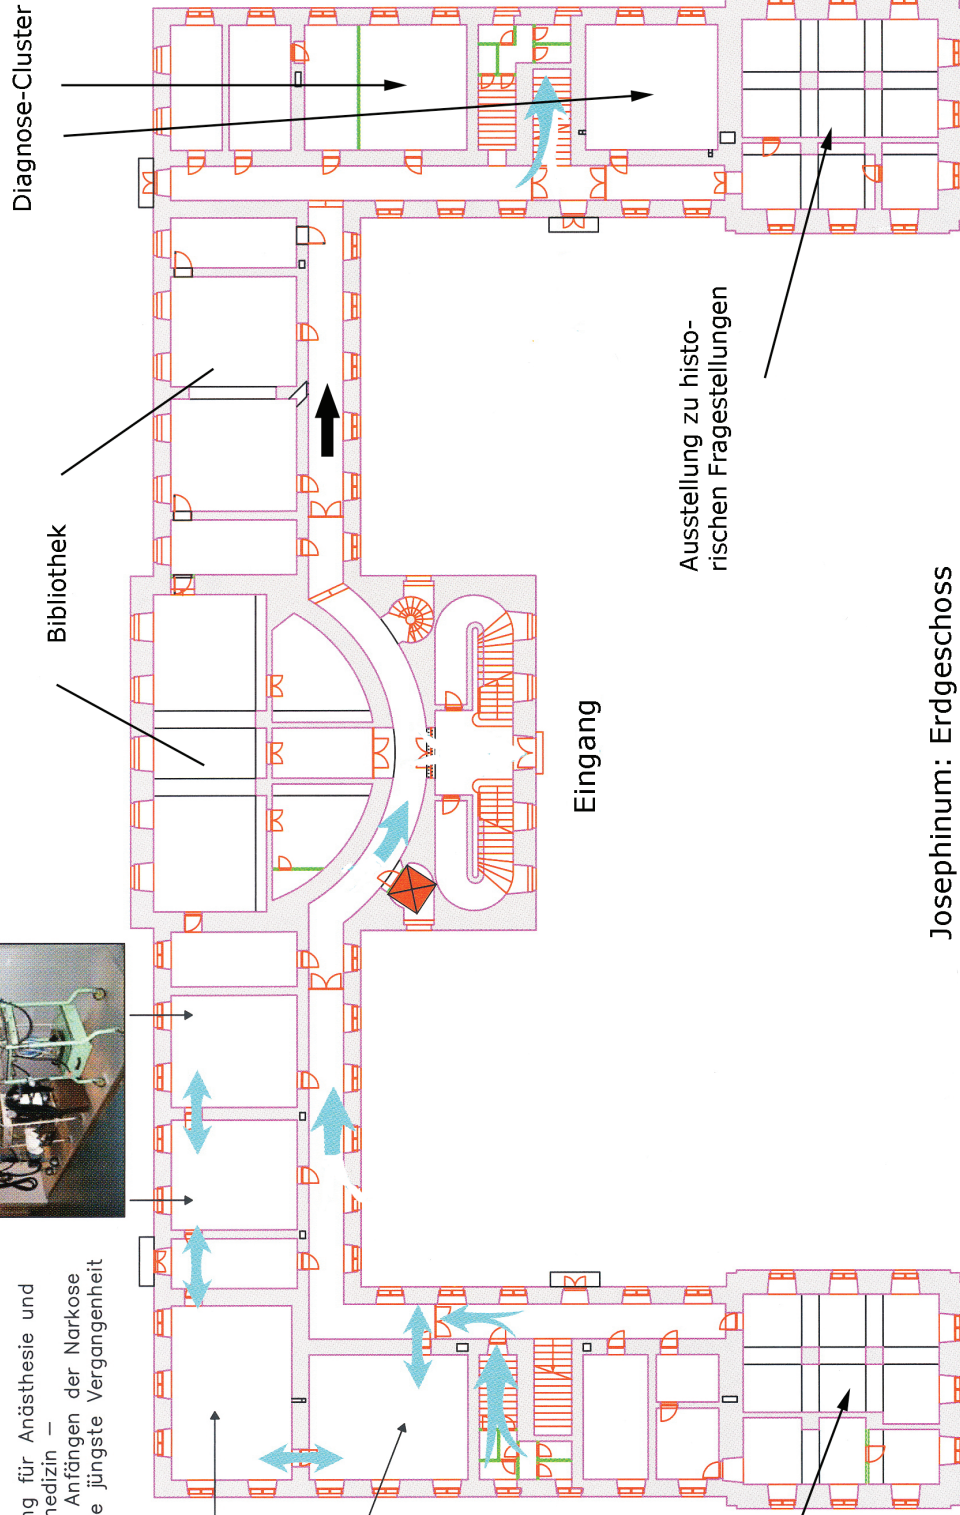 Diagnose-Cluster
Bibliothek
Ausstellung zu histo-
rischen Fragestellungen
Eingang
Josephinum: Erdgeschoss
für Anästhesie und
Anfängen der Narkose
jüngste Vergangenheit